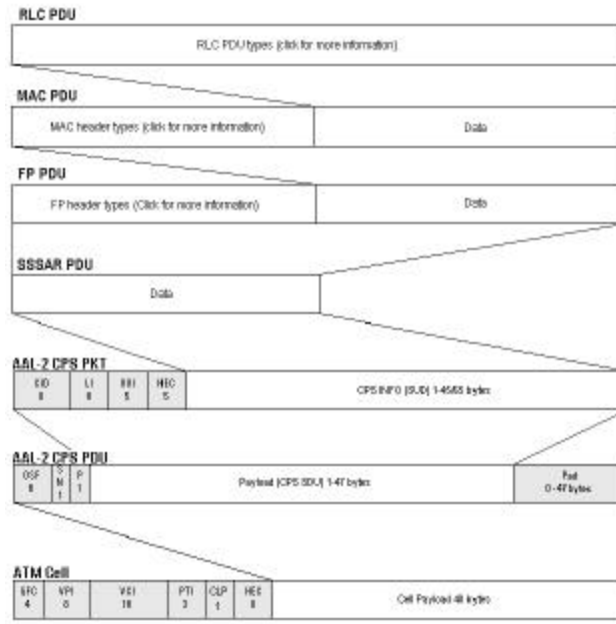 RLC PDU
RLC PDU types (click for more information)
MAC PDU
MAC header types (click for more information)
Data
FP PDU
FP header types (Click for more information)
Data
SSSAR PDU
Data
AAL-2 CPS PKT
CID LI UUI HEC
5 5
CPS INFO (SUD) 1-45/65 bytes
AAL-2 CPS PDU
OSF S N P
1 1
Payload (CPS SDU) 1-47 bytes
Pad
0-47 bytes
ATM Cell
GFC VPI VCI PTI CLP HEC
4 8 16 3 1 8
Cell Payload 48 bytes